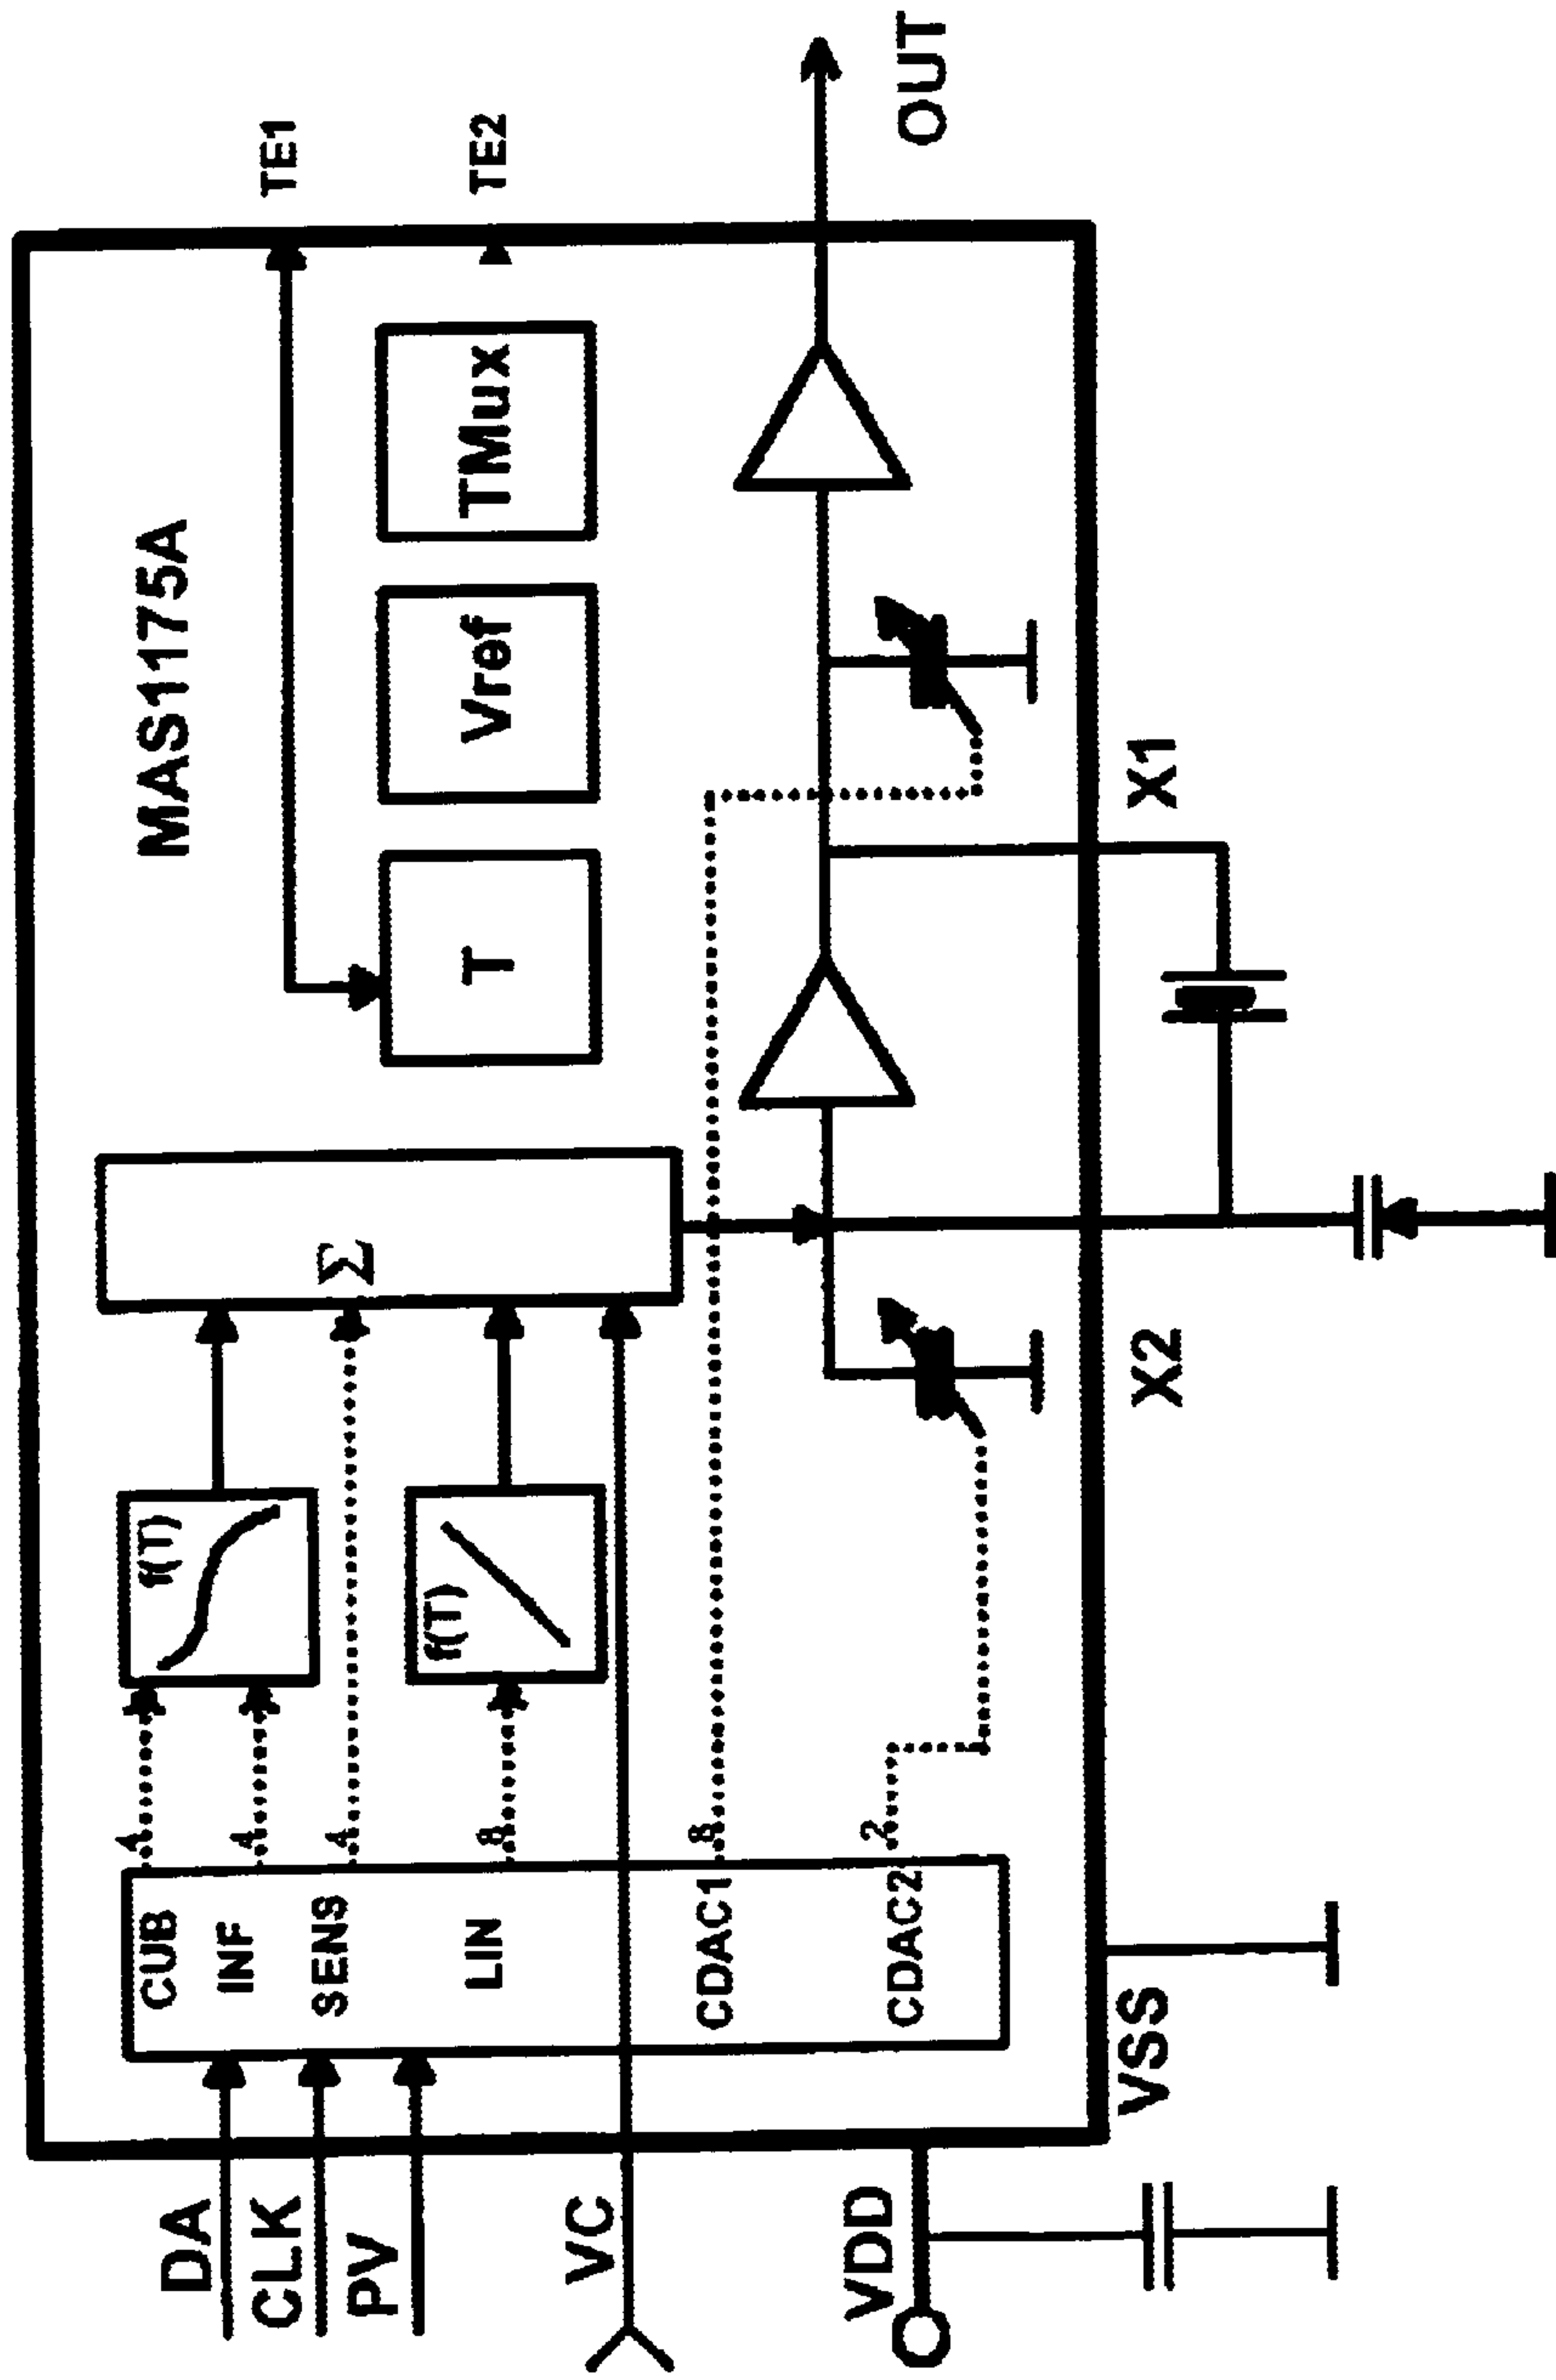 MAS1175A
DA
CUB
4
f(T)
CLK
INF
4
TE1
PV
SENS
4
Σ
LIN
8
f(T)
T
Vref
TMux
TE2
VC
CDAC1
8
VDD
CDAC2
2
OUT
VSS
X2
X1